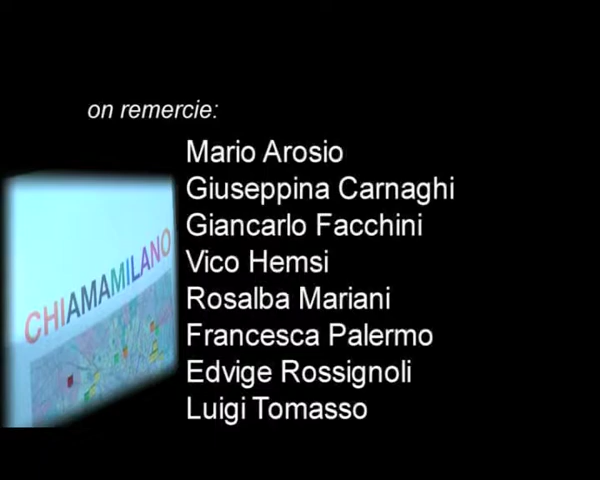 on remercie:
Mario Arosio
Giuseppina Carnaghi
Giancarlo Facchini
Vico Hemsi
Rosalba Mariani
Francesca Palermo
Edvige Rossignoli
Luigi Tomasso
CHIAMAMILANO